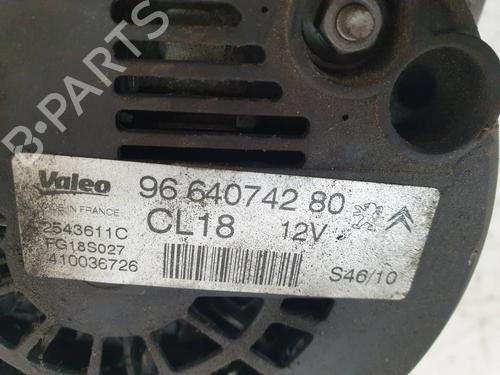 B-PARTS
Valeo
96 640742 80
MADE IN FRANCE
CL18
12V
2543611C
FG18S027
410036726
S46/10